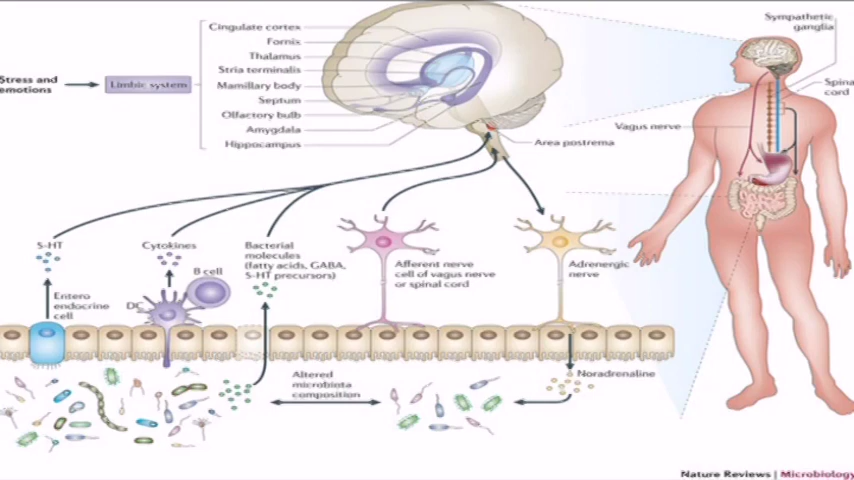 Sympathetic
ganglia
Cingulate cortex
Fornix
Thalamus
Stria terminalis
Mamillary body
Septum
Olfactory bulb
Amygdala
Hippocampus
Stress and
emotions
Limbic system
Spinal
cord
Vagus nerve
Area postrema
5-HT
Cytokines
Bacterial
molecules
(fatty acids, GABA,
5-HT precursors)
Afferent nerve
cell of vagus nerve
or spinal cord
Adrenergic
nerve
B cell
DC
Entero
endocrine
cell
Altered
microbiota
composition
Noradrenaline
Nature Reviews | Microbiology